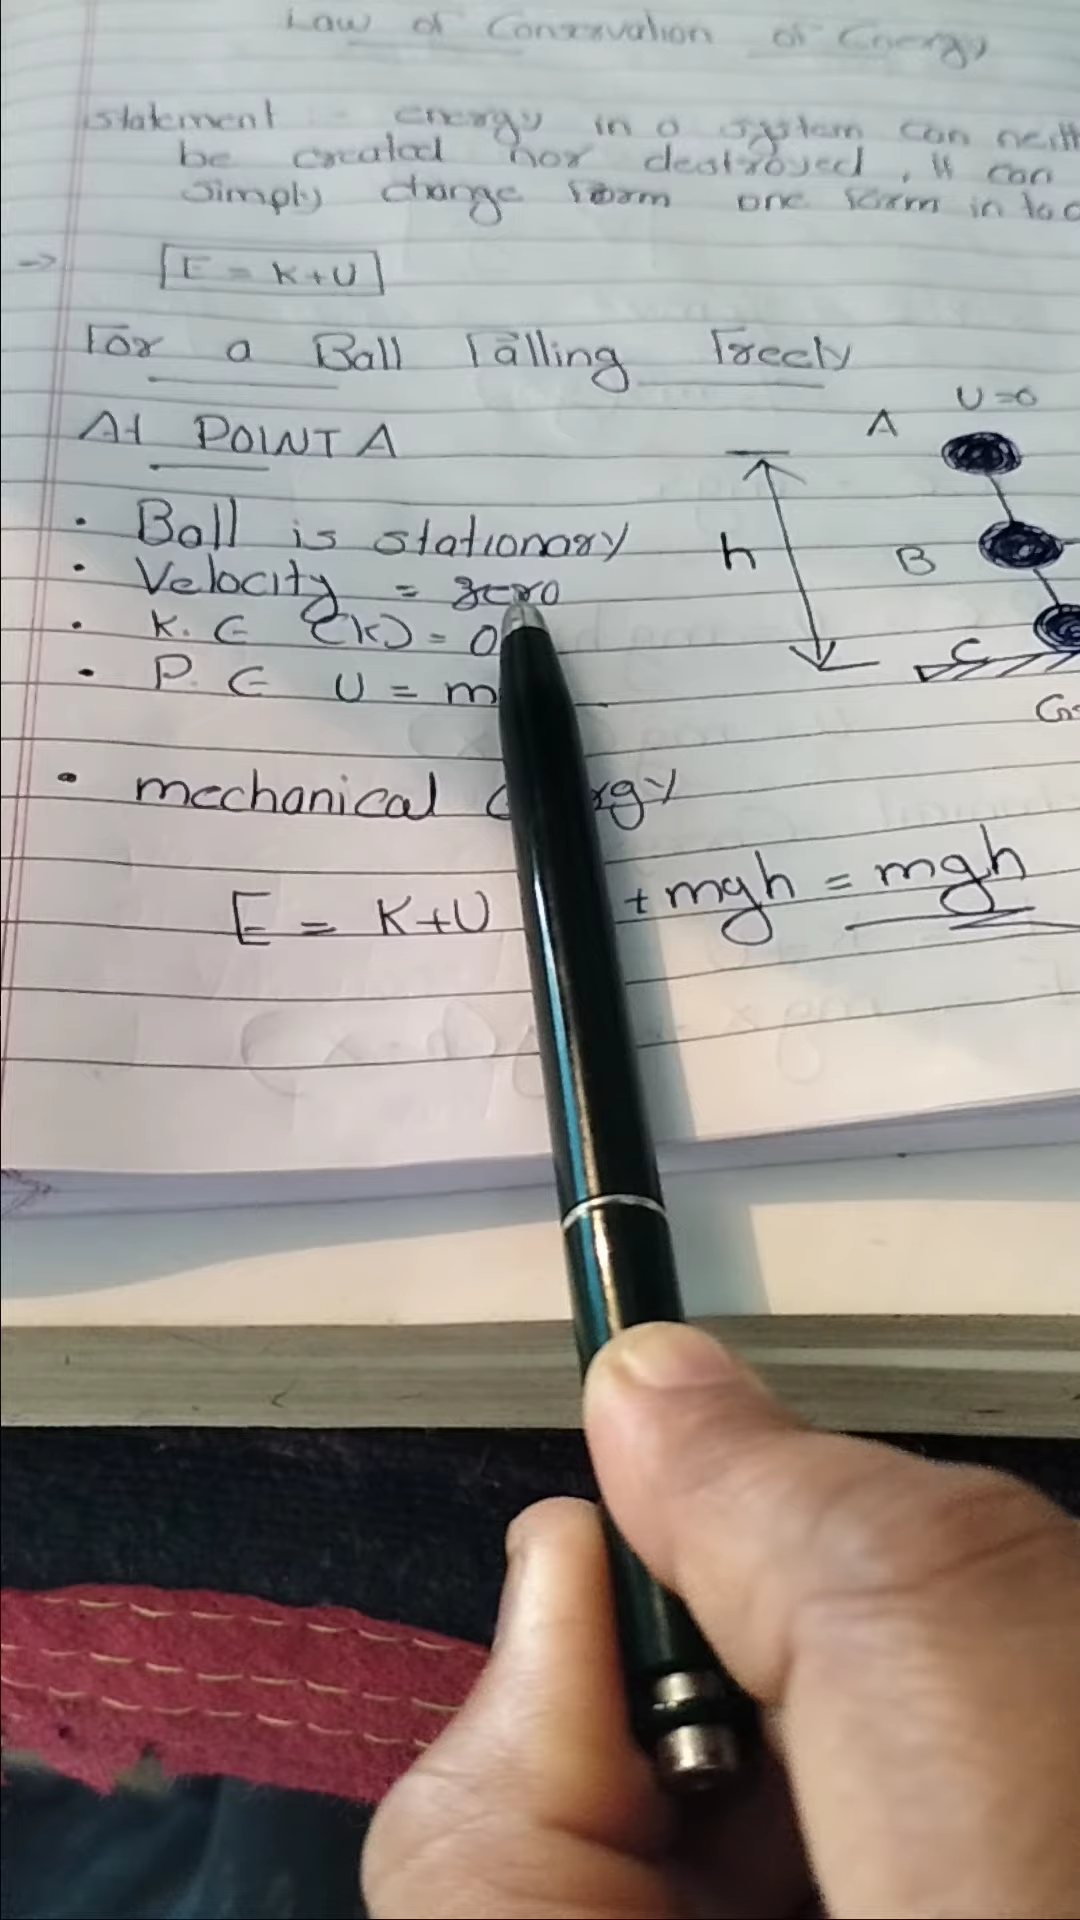 Law of Conservation of Energy
statement :- energy in a system can neith
be created nor destroyed, It can
simply change form one form in to
→ E = K+U
For a Ball Falling Freely
At POINT A
U=0
A
• Ball is stationary
h
B
• Velocity = zero
• K. E (K) = 0
C
• P. E U = m
• mechanical
E = K+U + mgh = mgh